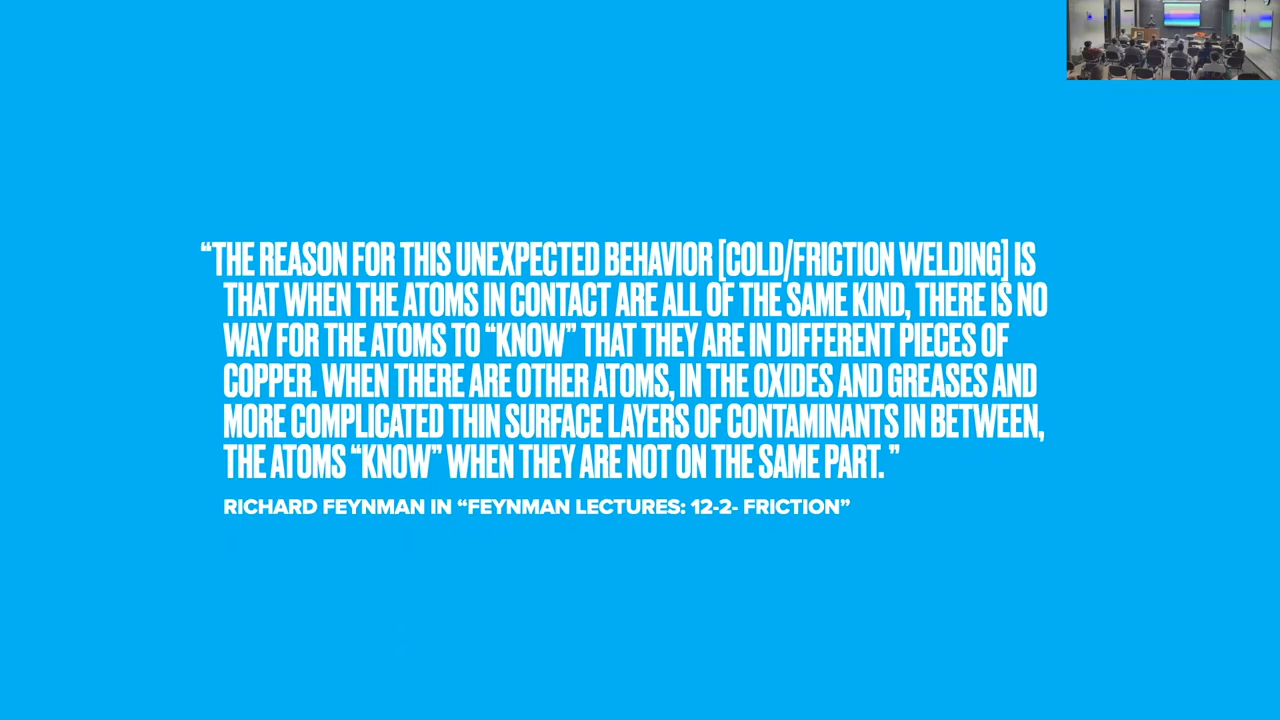 “THE REASON FOR THIS UNEXPECTED BEHAVIOR [COLD/FRICTION WELDING] IS
THAT WHEN THE ATOMS IN CONTACT ARE ALL OF THE SAME KIND, THERE IS NO
WAY FOR THE ATOMS TO “KNOW” THAT THEY ARE IN DIFFERENT PIECES OF
COPPER. WHEN THERE ARE OTHER ATOMS, IN THE OXIDES AND GREASES AND
MORE COMPLICATED THIN SURFACE LAYERS OF CONTAMINANTS IN BETWEEN,
THE ATOMS “KNOW” WHEN THEY ARE NOT ON THE SAME PART. ”
RICHARD FEYNMAN IN “FEYNMAN LECTURES: 12-2- FRICTION”